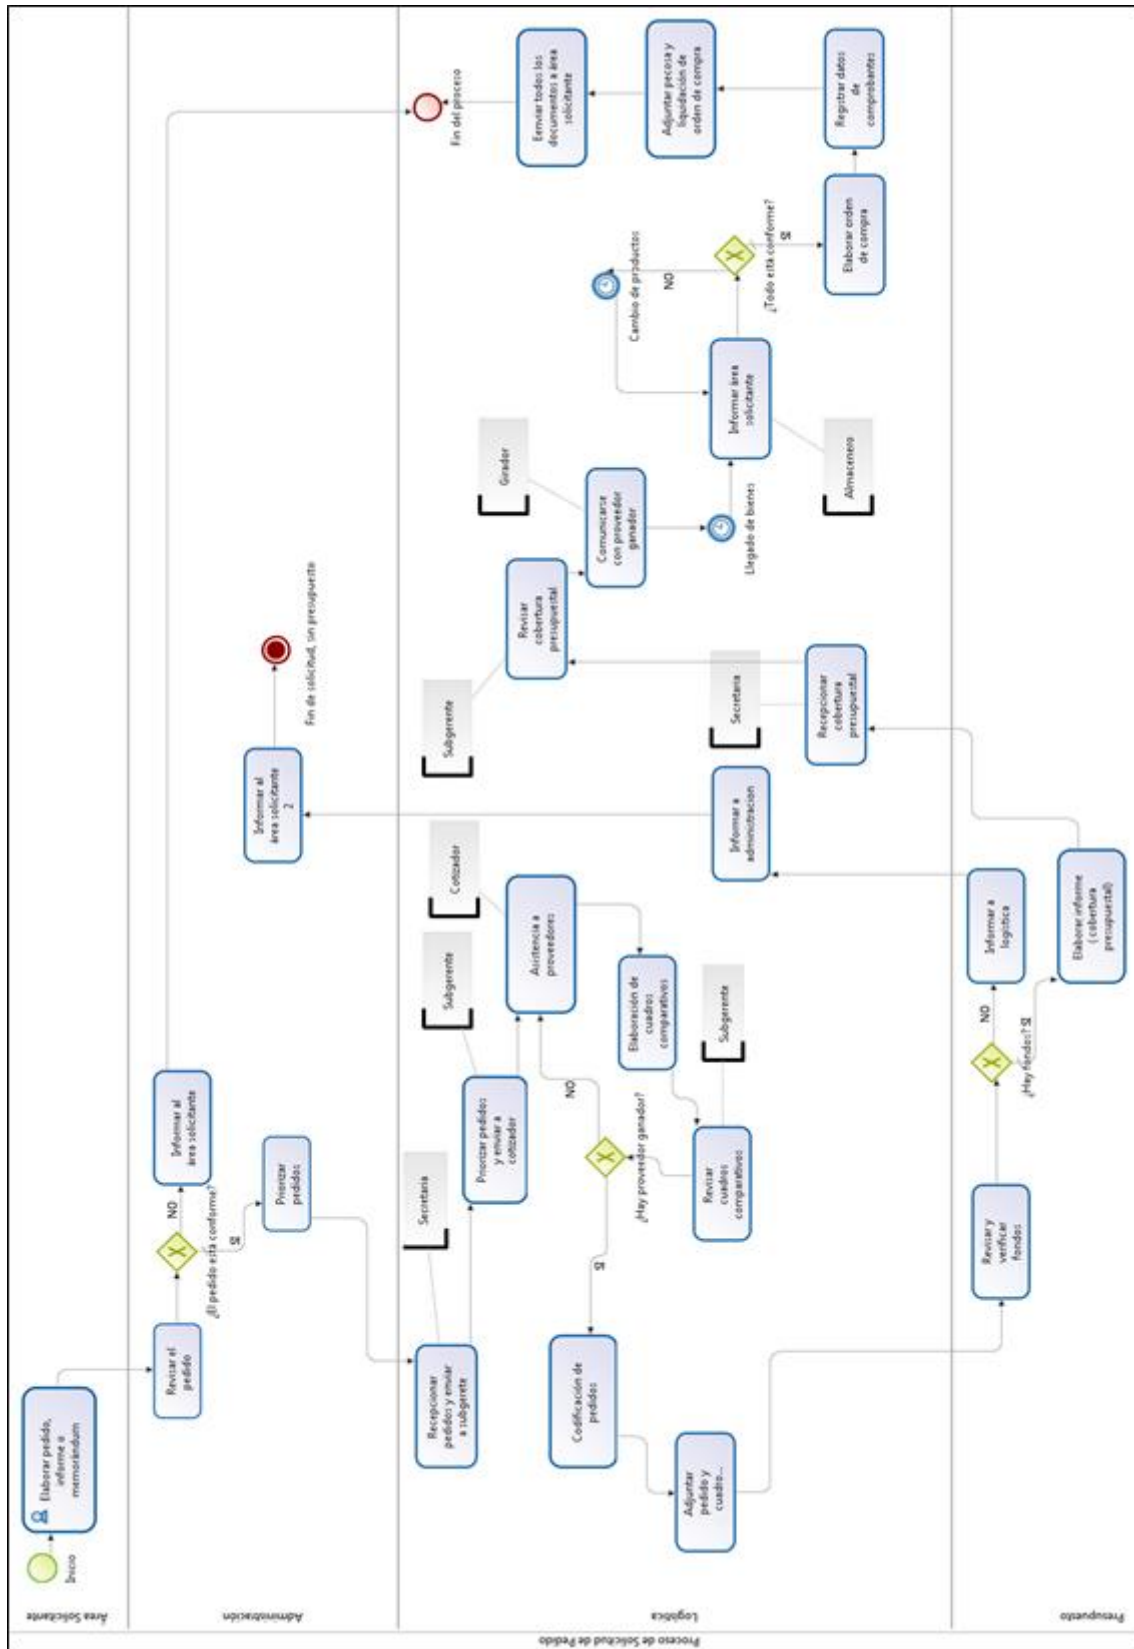 Proceso de Solicitud de Pedido
Área Solicitante
Inicio
Elaborar pedido,
informe o
memorándum
Administración
Revisar el
pedido
¿El pedido está conforme?
NO
SI
Informar al
área solicitante
Priorizar
pedidos
Informar al
área solicitante
2
Fin de solicitud, sin presupuesto
Logística
Recepcionar
pedidos y enviar
a subgerete
Secretaria
Priorizar pedidos
y enviar a
cotizador
Subgerente
Cotizador
Asistencia a
proveedores
Elaboración de
cuadros
comparativos
Revisar
cuadros
comparativos
Subgerente
¿Hay proveedor ganador?
NO
SI
Codificación de
pedidos
Adjuntar
pedido y
cuadro...
Informar a
administracion
Recepcionar
cobertura
presupuestal
Secretaria
Revisar
cobertura
presupuestal
Subgerente
Comunicarse
con proveedor
ganador
Girador
Llegado de bienes
Informar área
solicitante
Almacenero
Cambio de productos
NO
¿Todo está conforme?
SI
Elaborar orden
de compra
Registrar datos
de
comprobantes
Adjuntar pecosa y
liquidación de
orden de compra
Eenviar todos los
documentos a área
solicitante
Fin del proceso
Presupuesto
Revisar y
verificar
fondos
¿Hay fondos?
NO
SI
Informar a
logística
Elaborar informe
( cobertura
presupuestal)